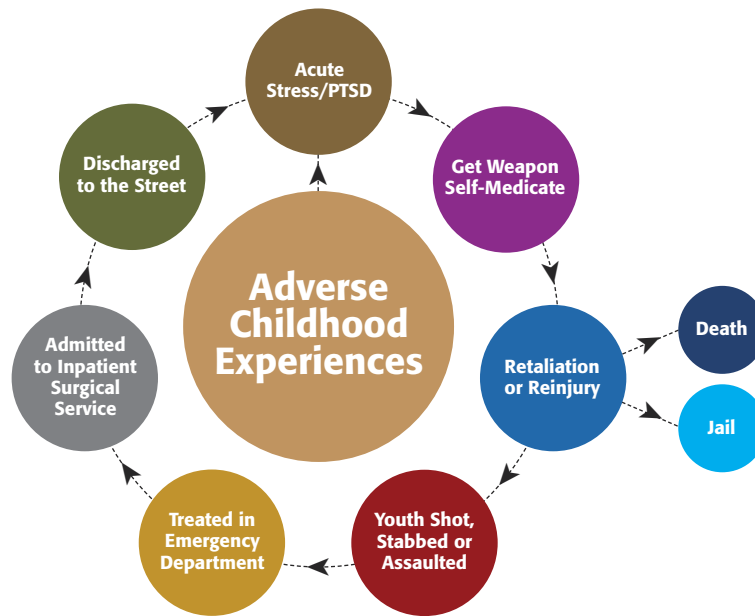 Acute
Stress/PTSD
Get Weapon
Self-Medicate
Retaliation
or Reinjury
Death
Jail
Youth Shot,
Stabbed or
Assaulted
Treated in
Emergency
Department
Admitted
to Inpatient
Surgical
Service
Discharged
to the Street
Adverse
Childhood
Experiences